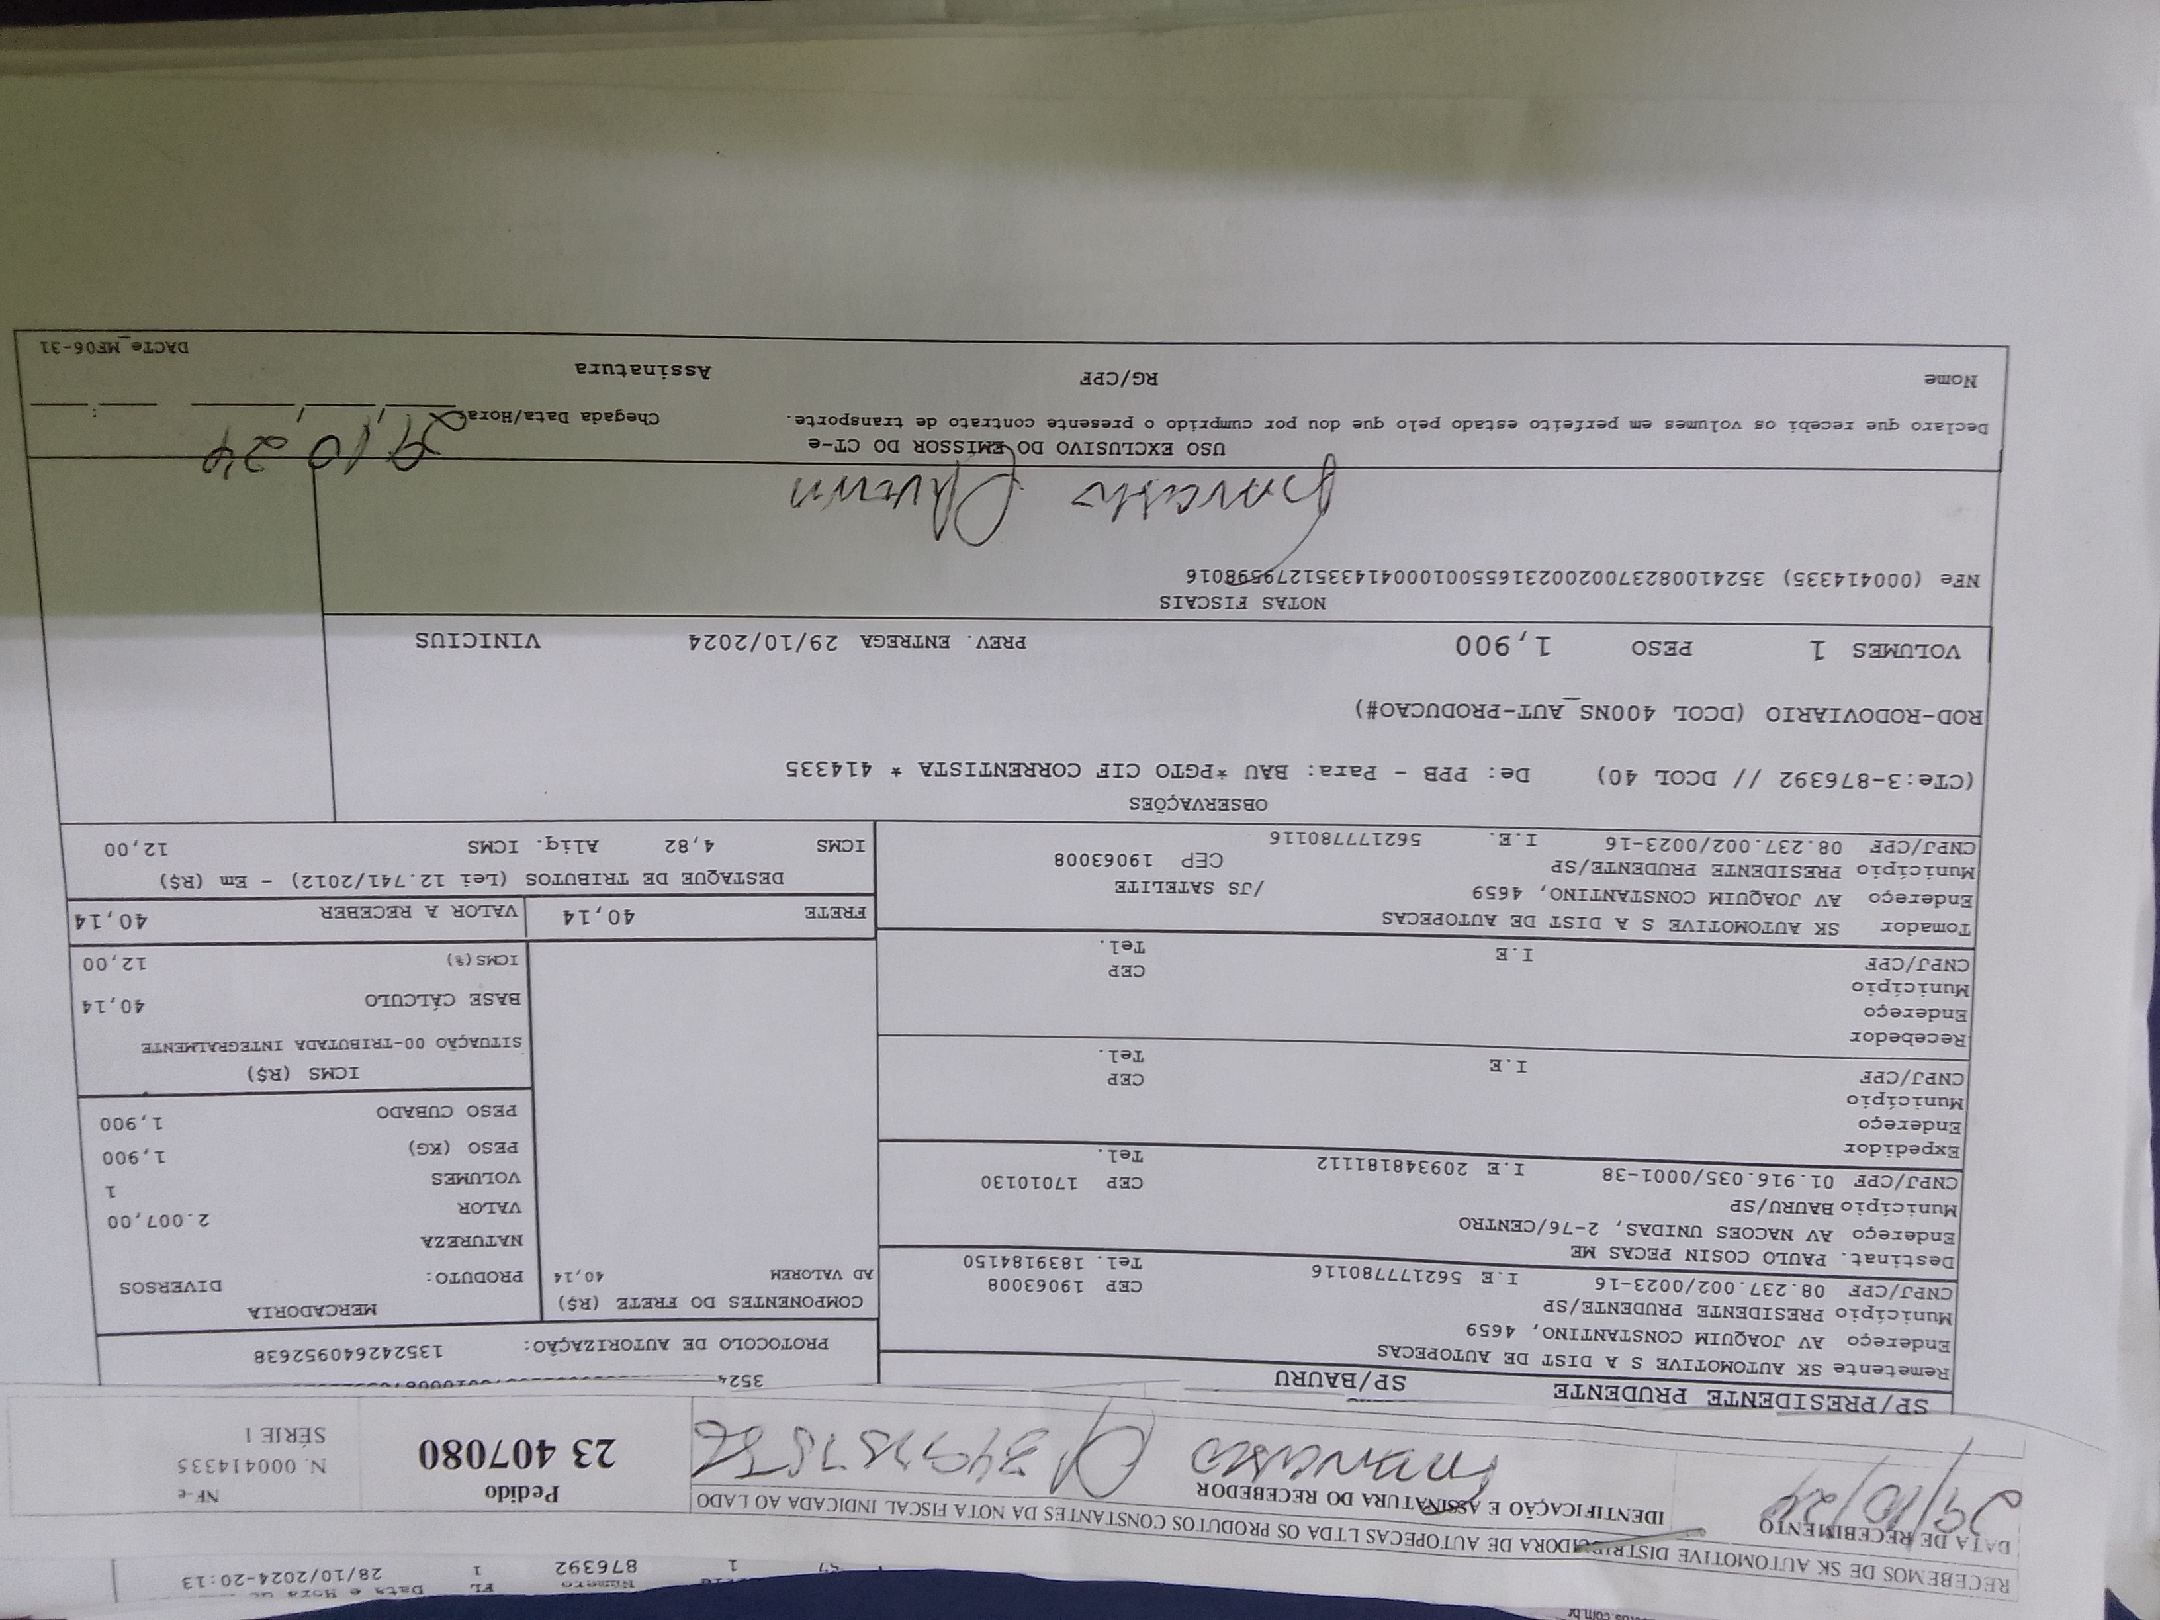 Número FL Data e Hora de
57 1 876392 1 28/10/2024-20:13
RECEBEMOS DE SK AUTOMOTIVE DISTRIBUIDORA DE AUTOPECAS LTDA OS PRODUTOS CONSTANTES DA NOTA FISCAL INDICADA AO LADO
DATA DE RECEBIMENTO
29/10/24
IDENTIFICAÇÃO E ASSINATURA DO RECEBEDOR
Francisco
Pedido
23 407080
NF-e
N. 000414335
SÉRIE 1
SP/PRESIDENTE PRUDENTE SP/BAURU
Remetente SK AUTOMOTIVE S A DIST DE AUTOPECAS
Endereço AV JOAQUIM CONSTANTINO, 4659
Município PRESIDENTE PRUDENTE/SP CEP 19063008
CNPJ/CPF 08.237.002/0023-16 I.E 562177780116 Tel. 1839184150
Destinat. PAULO COSIN PECAS ME
Endereço AV NACOES UNIDAS, 2-76/CENTRO
Município BAURU/SP CEP 17010130
CNPJ/CPF 01.916.035/0001-38 I.E 209348181112 Tel.
Expedidor
Endereço
Município CEP
CNPJ/CPF I.E Tel.
Recebedor
Endereço
Município CEP
CNPJ/CPF I.E Tel.
Tomador SK AUTOMOTIVE S A DIST DE AUTOPECAS
Endereço AV JOAQUIM CONSTANTINO, 4659 /JS SATELITE
Município PRESIDENTE PRUDENTE/SP CEP 19063008
CNPJ/CPF 08.237.002/0023-16 I.E. 562177780116
3524
PROTOCOLO DE AUTORIZAÇÃO: 135242640952638
COMPONENTES DO FRETE (R$)
AD VALOREM 40,14
MERCADORIA
PRODUTO: DIVERSOS
NATUREZA
VALOR 2.007,00
VOLUMES 1
PESO (KG) 1,900
PESO CUBADO 1,900
ICMS (R$)
SITUAÇÃO 00-TRIBUTADA INTEGRALMENTE
BASE CÁLCULO 40,14
ICMS(%) 12,00
FRETE 40,14 VALOR A RECEBER 40,14
DESTAQUE DE TRIBUTOS (Lei 12.741/2012) - Em (R$)
ICMS 4,82 Aliq. ICMS 12,00
OBSERVAÇÕES
(CTe:3-876392 // DCOL 40) De: PPB - Para: BAU *PGTO CIF CORRENTISTA * 414335
ROD-RODOVIARIO (DCOL 400NS_AUT-PRODUCAO#)
VOLUMES 1 PESO 1,900 PREV. ENTREGA 29/10/2024 VINICIUS
NOTAS FISCAIS
NFe (000414335) 35241008237002002316550010004143351279598016
Francisco
USO EXCLUSIVO DO EMISSOR DO CT-e
Declaro que recebi os volumes em perfeito estado pelo que dou por cumprido o presente contrato de transporte.
Chegada Data/Hora 29/10/24
Nome RG/CPF Assinatura
DACTe_MF06-31